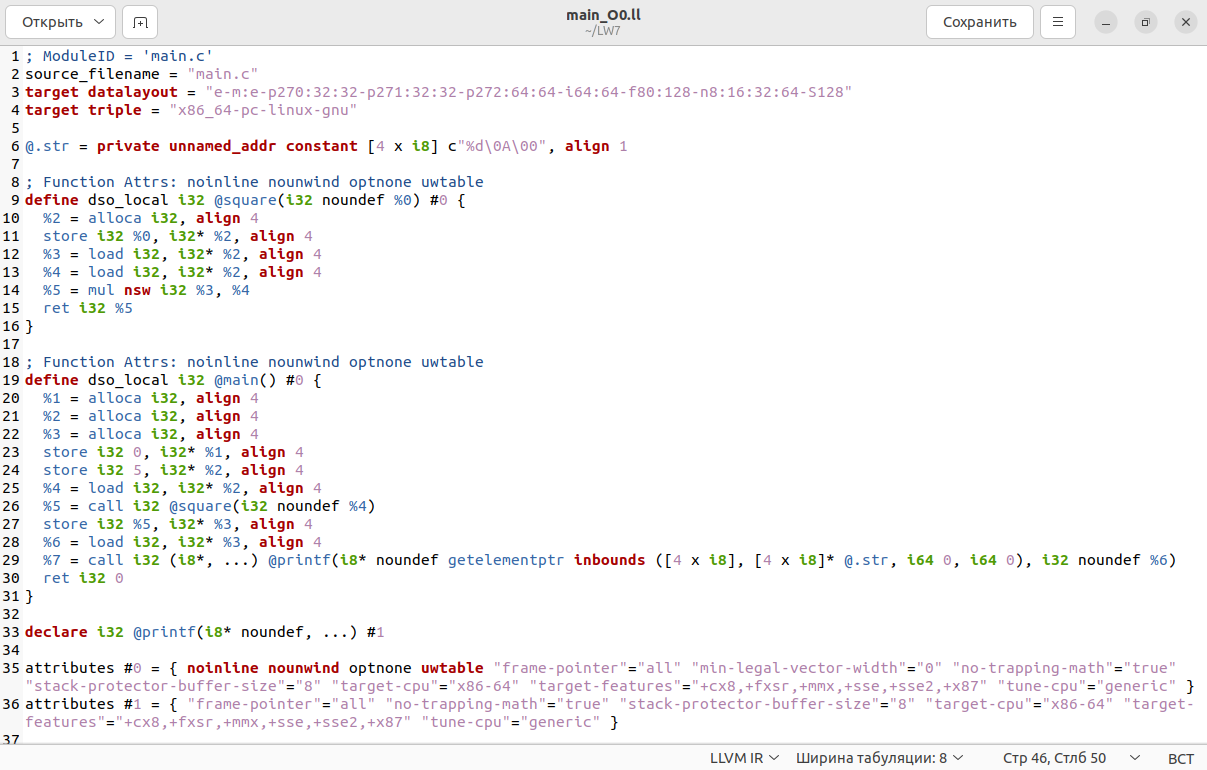 Открыть
main_O0.ll
~/LW7
Сохранить
1 ; ModuleID = 'main.c'
2 source_filename = "main.c"
3 target datalayout = "e-m:e-p270:32:32-p271:32:32-p272:64:64-i64:64-f80:128-n8:16:32:64-S128"
4 target triple = "x86_64-pc-linux-gnu"
5
6 @.str = private unnamed_addr constant [4 x i8] c"%d\0A\00", align 1
7
8 ; Function Attrs: noinline nounwind optnone uwtable
9 define dso_local i32 @square(i32 noundef %0) #0 {
10   %2 = alloca i32, align 4
11   store i32 %0, i32* %2, align 4
12   %3 = load i32, i32* %2, align 4
13   %4 = load i32, i32* %2, align 4
14   %5 = mul nsw i32 %3, %4
15   ret i32 %5
16 }
17
18 ; Function Attrs: noinline nounwind optnone uwtable
19 define dso_local i32 @main() #0 {
20   %1 = alloca i32, align 4
21   %2 = alloca i32, align 4
22   %3 = alloca i32, align 4
23   store i32 0, i32* %1, align 4
24   store i32 5, i32* %2, align 4
25   %4 = load i32, i32* %2, align 4
26   %5 = call i32 @square(i32 noundef %4)
27   store i32 %5, i32* %3, align 4
28   %6 = load i32, i32* %3, align 4
29   %7 = call i32 (i8*, ...) @printf(i8* noundef getelementptr inbounds ([4 x i8], [4 x i8]* @.str, i64 0, i64 0), i32 noundef %6)
30   ret i32 0
31 }
32
33 declare i32 @printf(i8* noundef, ...) #1
34
35 attributes #0 = { noinline nounwind optnone uwtable "frame-pointer"="all" "min-legal-vector-width"="0" "no-trapping-math"="true"
"stack-protector-buffer-size"="8" "target-cpu"="x86-64" "target-features"="+cx8,+fxsr,+mmx,+sse,+sse2,+x87" "tune-cpu"="generic" }
36 attributes #1 = { "frame-pointer"="all" "no-trapping-math"="true" "stack-protector-buffer-size"="8" "target-cpu"="x86-64" "target-
features"="+cx8,+fxsr,+mmx,+sse,+sse2,+x87" "tune-cpu"="generic" }
37
LLVM IR Ширина табуляции: 8 Стр 46, Стлб 50 ВСТ